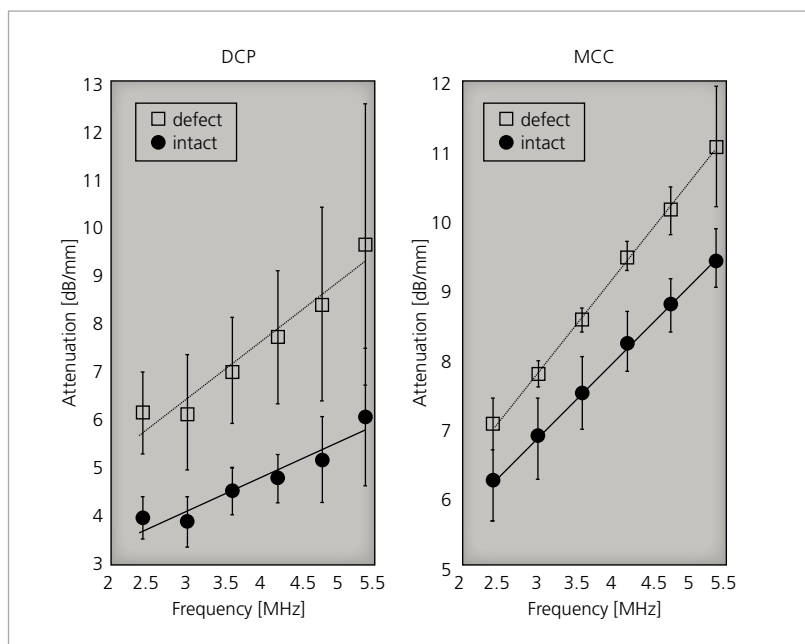 DCP
13
12
11
10
9
8
7
6
5
4
3
Attenuation [dB/mm]
defect
intact
2 2.5 3 3.5 4 4.5 5 5.5
Frequency [MHz]
MCC
12
11
10
9
8
7
6
5
Attenuation [dB/mm]
defect
intact
2 2.5 3 3.5 4 4.5 5 5.5
Frequency [MHz]